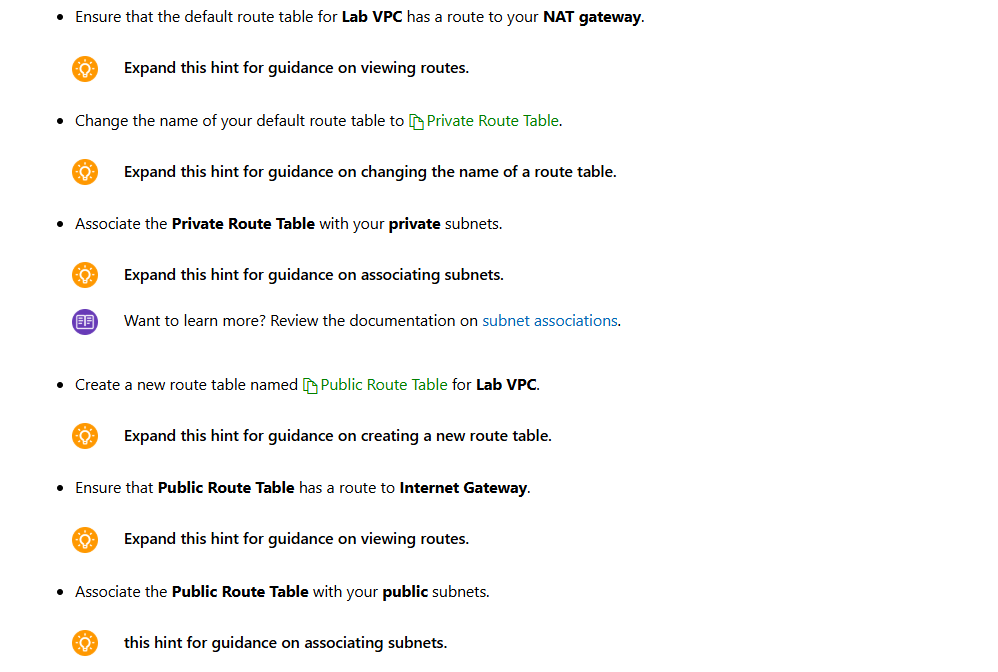 Ensure that the default route table for Lab VPC has a route to your NAT gateway.
Expand this hint for guidance on viewing routes.
Change the name of your default route table to Private Route Table.
Expand this hint for guidance on changing the name of a route table.
Associate the Private Route Table with your private subnets.
Expand this hint for guidance on associating subnets.
Want to learn more? Review the documentation on subnet associations.
Create a new route table named Public Route Table for Lab VPC.
Expand this hint for guidance on creating a new route table.
Ensure that Public Route Table has a route to Internet Gateway.
Expand this hint for guidance on viewing routes.
Associate the Public Route Table with your public subnets.
this hint for guidance on associating subnets.